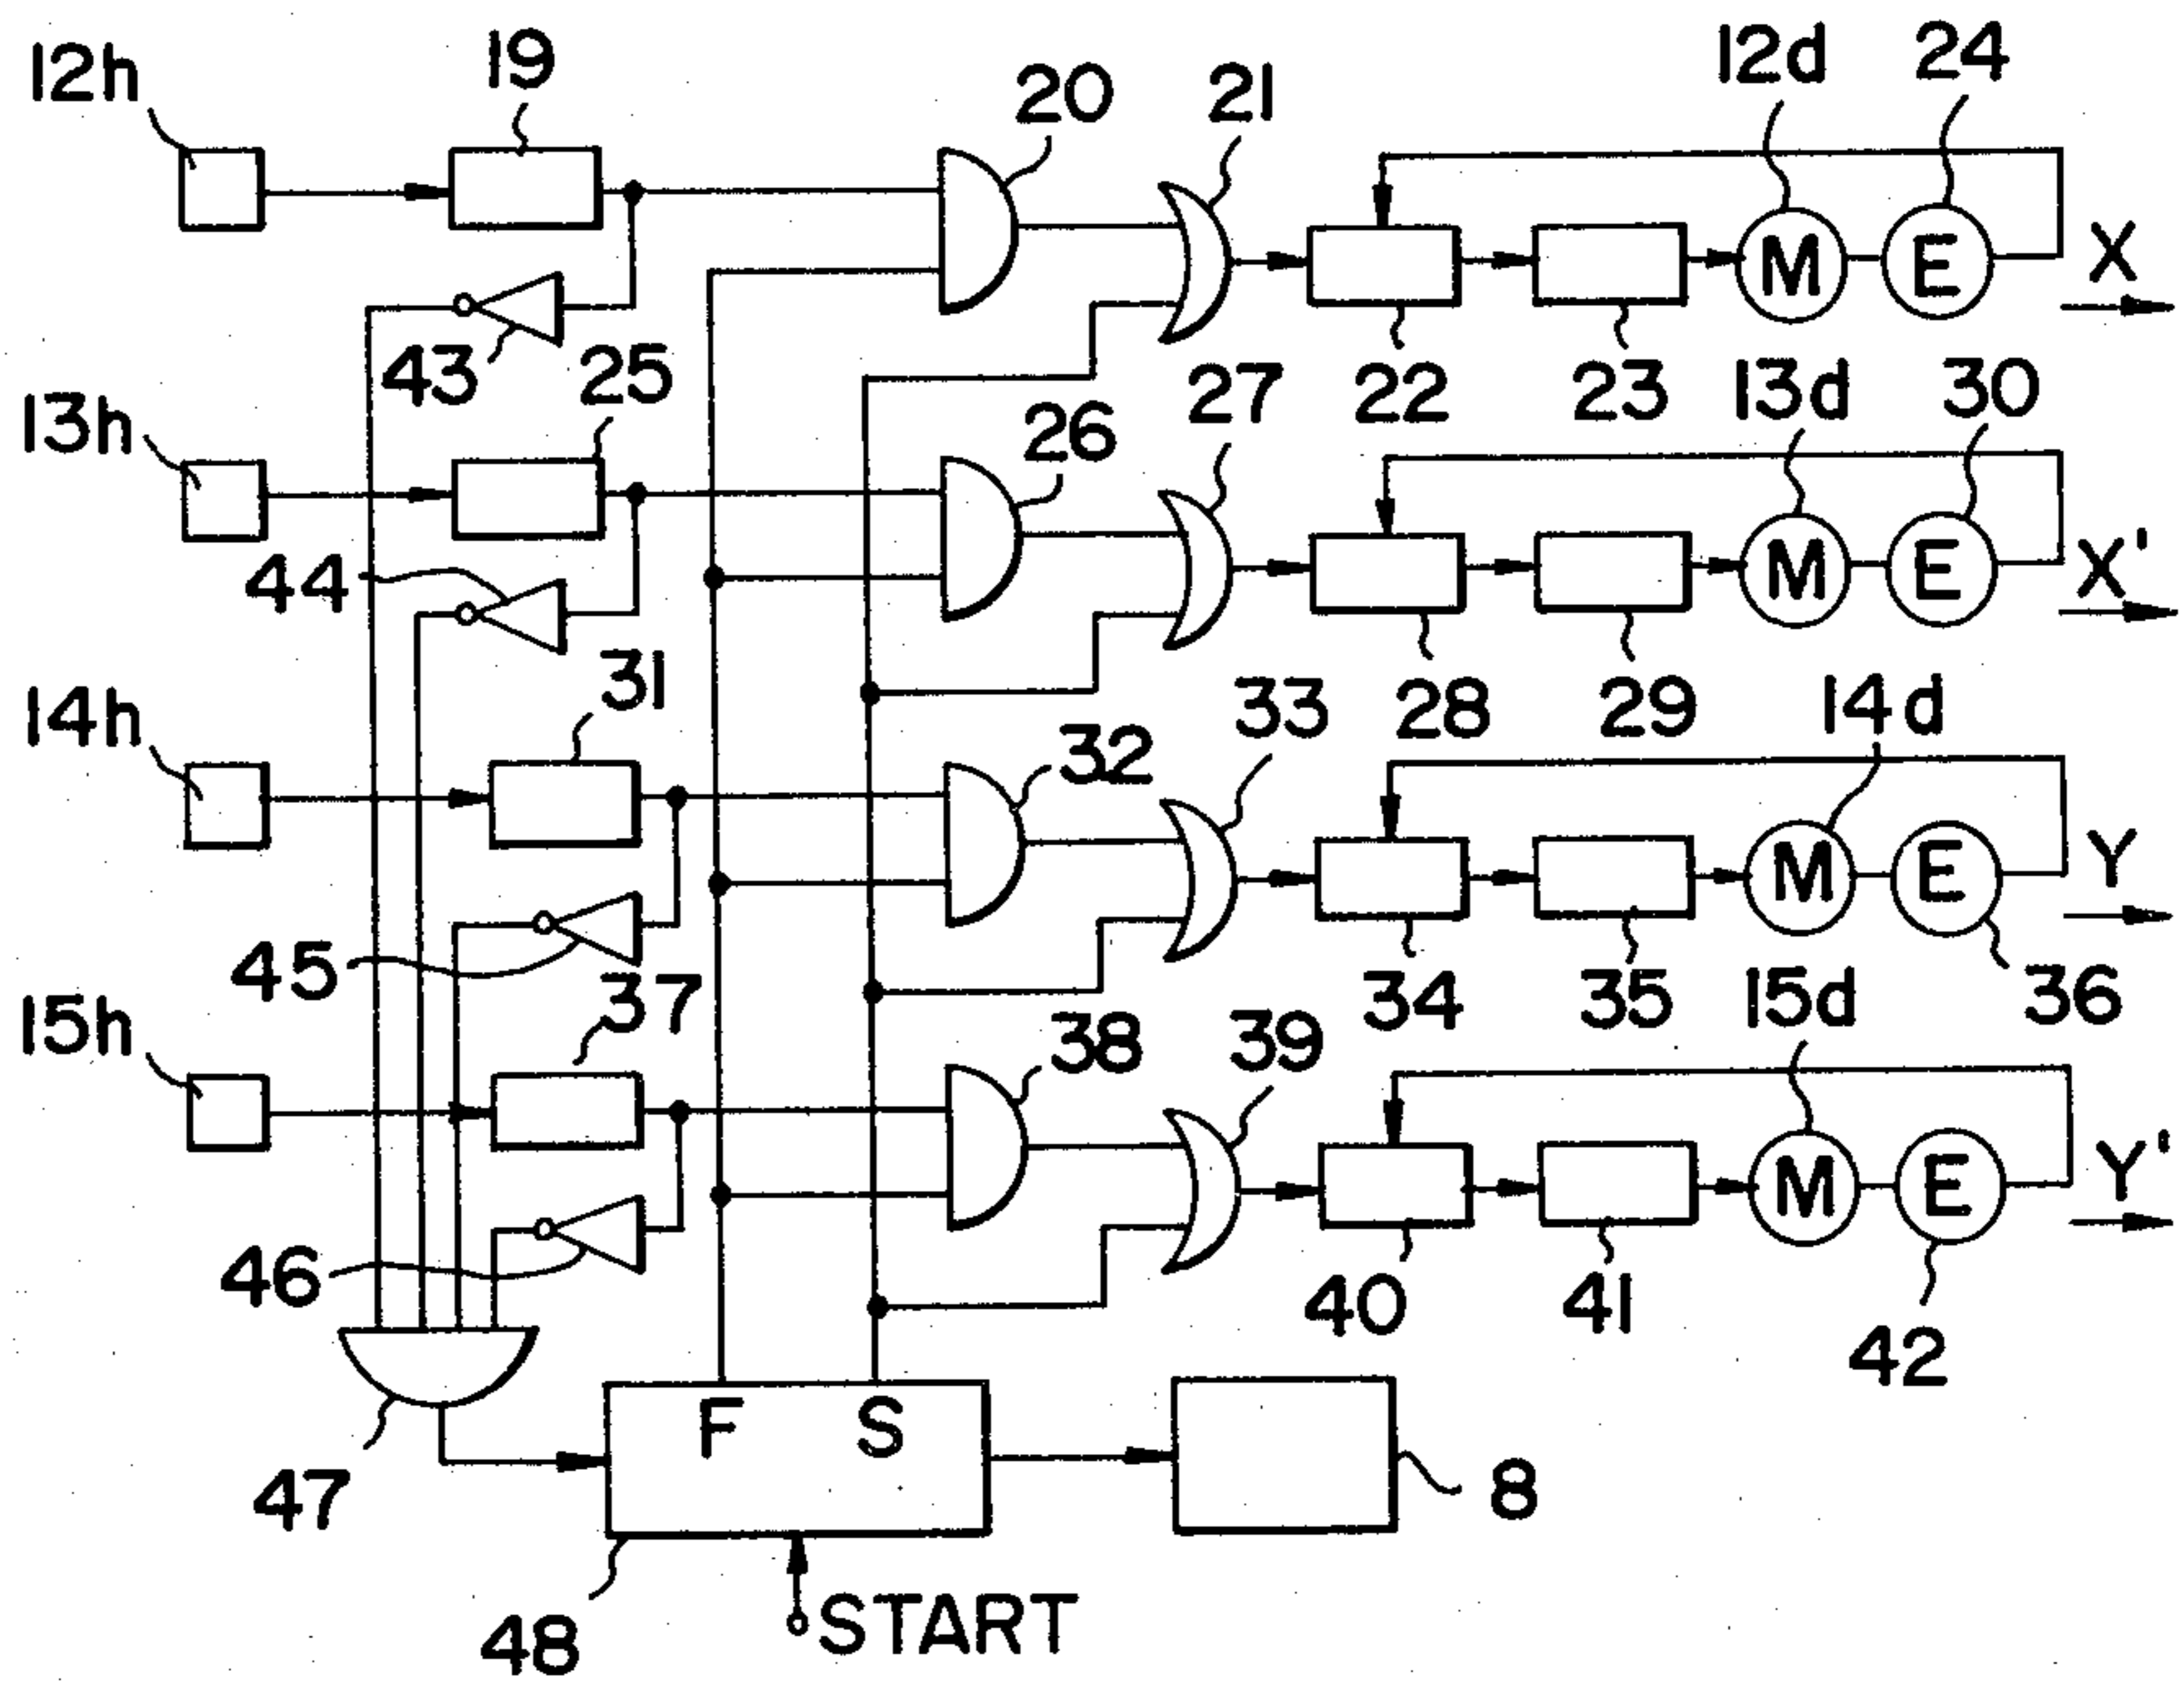 12h 19 20 21 12d 24
M E X
43 25 27 22 23 13d 30
13h 26
M E X'
44
31 28 29 14d
14h 32 33
M E Y
45 37 34 35 15d 36
15h 38 39
M E Y'
46 40 41 42
F S
47 8
48 START